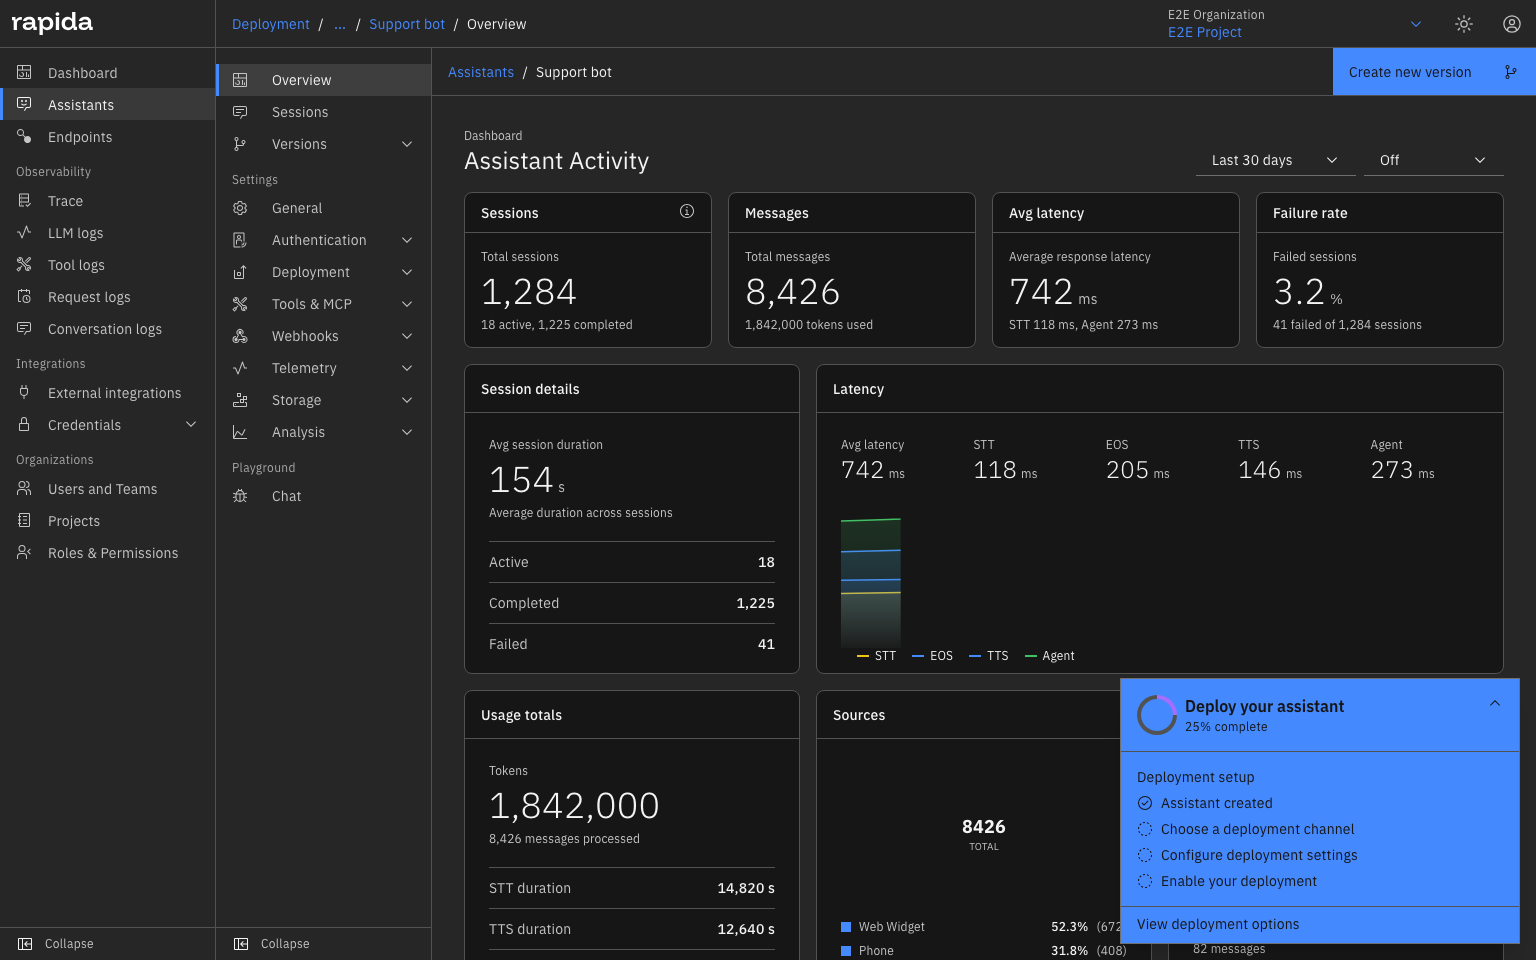 rapida
Deployment / ... / Support bot / Overview
E2E Organization
E2E Project
Dashboard
Assistants
Endpoints
Observability
Trace
LLM logs
Tool logs
Request logs
Conversation logs
Integrations
External integrations
Credentials
Organizations
Users and Teams
Projects
Roles & Permissions
Collapse
Overview
Sessions
Versions
Settings
General
Authentication
Deployment
Tools & MCP
Webhooks
Telemetry
Storage
Analysis
Playground
Chat
Collapse
Assistants / Support bot
Create new version
Dashboard
Assistant Activity
Last 30 days
Off
Sessions
Total sessions
1,284
18 active, 1,225 completed
Messages
Total messages
8,426
1,842,000 tokens used
Avg latency
Average response latency
742 ms
STT 118 ms, Agent 273 ms
Failure rate
Failed sessions
3.2 %
41 failed of 1,284 sessions
Session details
Avg session duration
154 s
Average duration across sessions
Active 18
Completed 1,225
Failed 41
Latency
Avg latency
742 ms
STT
118 ms
EOS
205 ms
TTS
146 ms
Agent
273 ms
STT EOS TTS Agent
Usage totals
Tokens
1,842,000
8,426 messages processed
STT duration 14,820 s
TTS duration 12,640 s
Sources
8426
TOTAL
Web Widget 52.3% (672
Phone 31.8% (408)
82 messages
Deploy your assistant
25% complete
Deployment setup
Assistant created
Choose a deployment channel
Configure deployment settings
Enable your deployment
View deployment options